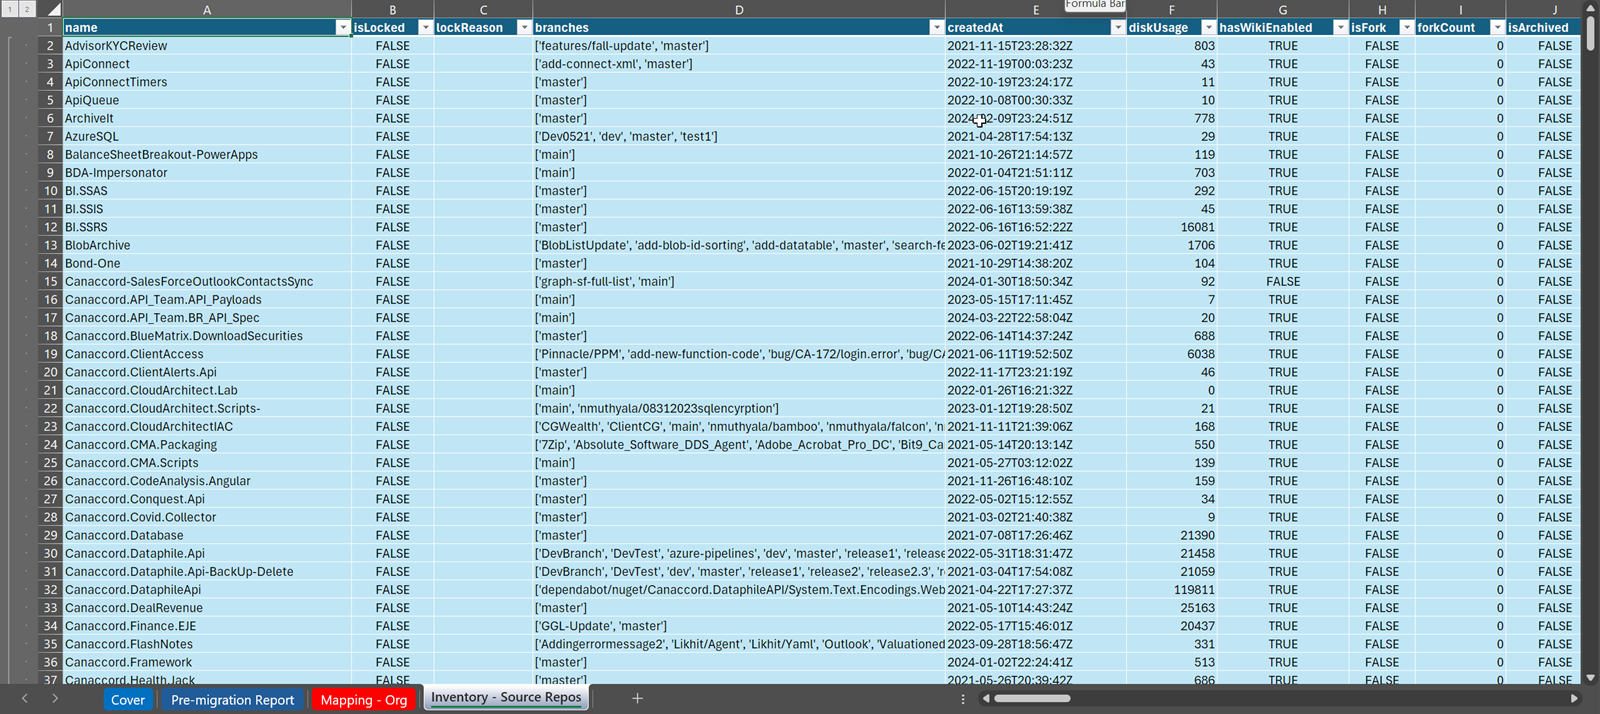 1 2 A B C D E Formula Bar F G H I J
1 name isLocked lockReason branches createdAt diskUsage hasWikiEnabled isFork forkCount isArchived
2 AdvisorKYCReview FALSE ['features/fall-update', 'master'] 2021-11-15T23:28:32Z 803 TRUE FALSE 0 FALSE
3 ApiConnect FALSE ['add-connect-xml', 'master'] 2022-11-19T00:03:23Z 43 TRUE FALSE 0 FALSE
4 ApiConnectTimers FALSE ['master'] 2022-10-19T23:24:17Z 11 TRUE FALSE 0 FALSE
5 ApiQueue FALSE ['master'] 2022-10-08T00:30:33Z 10 TRUE FALSE 0 FALSE
6 ArchiveIt FALSE ['master'] 778 TRUE FALSE 0 FALSE
7 AzureSQL FALSE ['Dev0521', 'dev', 'master', 'test1'] 2021-04-28T17:54:13Z 29 TRUE FALSE 0 FALSE
8 BalanceSheetBreakout-PowerApps FALSE ['main'] 2021-10-26T21:14:57Z 119 TRUE FALSE 0 FALSE
9 BDA-Impersonator FALSE ['main'] 2022-01-04T21:51:11Z 703 TRUE FALSE 0 FALSE
10 BI.SSAS FALSE ['master'] 2022-06-15T20:19:19Z 292 TRUE FALSE 0 FALSE
11 BI.SSIS FALSE ['master'] 2022-06-16T13:59:38Z 45 TRUE FALSE 0 FALSE
12 BI.SSRS FALSE ['master'] 2022-06-16T16:52:22Z 16081 TRUE FALSE 0 FALSE
13 BlobArchive FALSE ['BlobListUpdate', 'add-blob-id-sorting', 'add-datatable', 'master', 'search-fe 2023-06-02T19:21:41Z 1706 TRUE FALSE 0 FALSE
14 Bond-One FALSE ['master'] 2021-10-29T14:38:20Z 104 TRUE FALSE 0 FALSE
15 Canaccord-SalesForceOutlookContactsSync FALSE ['graph-sf-full-list', 'main'] 2024-01-30T18:50:34Z 92 FALSE FALSE 0 FALSE
16 Canaccord.API_Team.API_Payloads FALSE ['main'] 2023-05-15T17:11:45Z 7 TRUE FALSE 0 FALSE
17 Canaccord.API_Team.BR_API_Spec FALSE ['main'] 2024-03-22T22:58:04Z 20 TRUE FALSE 0 FALSE
18 Canaccord.BlueMatrix.DownloadSecurities FALSE ['master'] 2022-06-14T14:37:24Z 688 TRUE FALSE 0 FALSE
19 Canaccord.ClientAccess FALSE ['Pinnacle/PPM', 'add-new-function-code', 'bug/CA-172/login.error', 'bug/CA 2021-06-11T19:52:50Z 6038 TRUE FALSE 0 FALSE
20 Canaccord.ClientAlerts.Api FALSE ['master'] 2022-11-17T23:21:19Z 46 TRUE FALSE 0 FALSE
21 Canaccord.CloudArchitect.Lab FALSE ['main'] 2022-01-26T16:21:32Z 0 TRUE FALSE 0 FALSE
22 Canaccord.CloudArchitect.Scripts- FALSE ['main', 'nmuthyala/08312023sqlencyrption'] 2023-01-12T19:28:50Z 21 TRUE FALSE 0 FALSE
23 Canaccord.CloudArchitectIAC FALSE ['CGWealth', 'ClientCG', 'main', 'nmuthyala/bamboo', 'nmuthyala/falcon', 'n 2021-11-11T21:39:06Z 168 TRUE FALSE 0 FALSE
24 Canaccord.CMA.Packaging FALSE ['7Zip', 'Absolute_Software_DDS_Agent', 'Adobe_Acrobat_Pro_DC', 'Bit9_Ca 2021-05-14T20:13:14Z 550 TRUE FALSE 0 FALSE
25 Canaccord.CMA.Scripts FALSE ['main'] 2021-05-27T03:12:02Z 139 TRUE FALSE 0 FALSE
26 Canaccord.CodeAnalysis.Angular FALSE ['master'] 2021-11-26T16:48:10Z 159 TRUE FALSE 0 FALSE
27 Canaccord.Conquest.Api FALSE ['master'] 2022-05-02T15:12:55Z 34 TRUE FALSE 0 FALSE
28 Canaccord.Covid.Collector FALSE ['master'] 2021-03-02T21:40:38Z 9 TRUE FALSE 0 FALSE
29 Canaccord.Database FALSE ['master'] 2021-07-08T17:26:46Z 21390 TRUE FALSE 0 FALSE
30 Canaccord.Dataphile.Api FALSE ['DevBranch', 'DevTest', 'azure-pipelines', 'dev', 'master', 'release1', 'release 2022-05-31T18:31:47Z 21458 TRUE FALSE 0 FALSE
31 Canaccord.Dataphile.Api-BackUp-Delete FALSE ['DevBranch', 'DevTest', 'dev', 'master', 'release1', 'release2', 'release2.3', 'r 2021-03-04T17:54:08Z 21059 TRUE FALSE 0 FALSE
32 Canaccord.DataphileApi FALSE ['dependabot/nuget/Canaccord.DataphileAPI/System.Text.Encodings.Web 2021-04-22T17:27:37Z 119811 TRUE FALSE 0 FALSE
33 Canaccord.DealRevenue FALSE ['master'] 2021-05-10T14:43:24Z 25163 TRUE FALSE 0 FALSE
34 Canaccord.Finance.EJE FALSE ['GGL-Update', 'master'] 2022-05-17T15:46:01Z 20437 TRUE FALSE 0 FALSE
35 Canaccord.FlashNotes FALSE ['Addingerrormessage2', 'Likhit/Agent', 'Likhit/Yaml', 'Outlook', 'Valuationed 2023-09-28T18:56:47Z 331 TRUE FALSE 0 FALSE
36 Canaccord.Framework FALSE ['master'] 2024-01-02T22:24:41Z 513 TRUE FALSE 0 FALSE
37 Canaccord.Health.Jack FALSE ['master'] 2021-05-26T20:39:42Z 686 TRUE FALSE 0 FALSE
Cover Pre-migration Report Mapping - Org Inventory - Source Repos